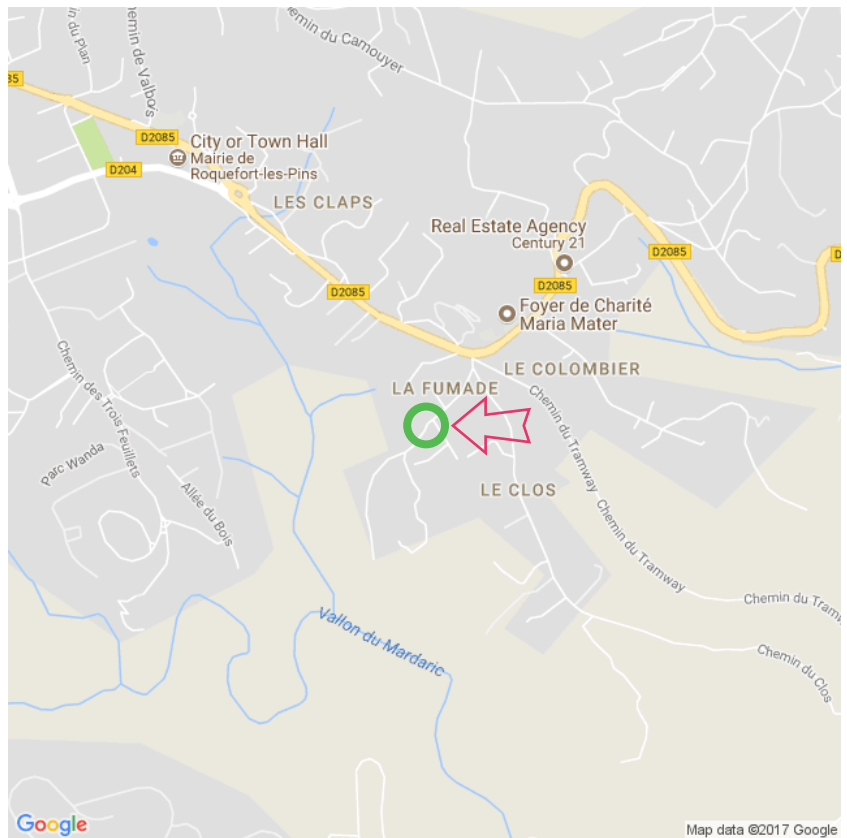 Chemin du Plan
Chemin de Valbois
Chemin du Camouyer
85
D2085
City or Town Hall
Mairie de
Roquefort-les-Pins
D204
LES CLAPS
Real Estate Agency
Century 21
D2085
D2085
D
D2085
Foyer de Charité
Maria Mater
LE COLOMBIER
LA FUMADE
Chemin des Trois Feuillets
Parc Wanda
Allée du Bois
LE CLOS
Chemin du Tramway
Chemin du Tramway
Chemin du Tramw
Chemin du Clos
Vallon du Mardaric
Google
Map data ©2017 Google